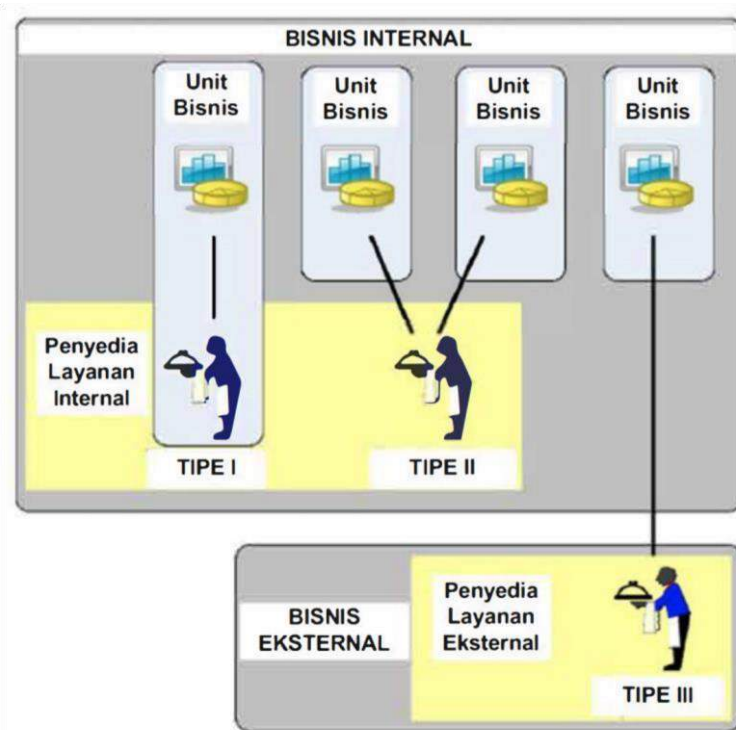 BISNIS INTERNAL
Unit
Bisnis
Unit
Bisnis
Unit
Bisnis
Unit
Bisnis
Penyedia
Layanan
Internal
TIPE I
TIPE II
BISNIS
EKSTERNAL
Penyedia
Layanan
Eksternal
TIPE III